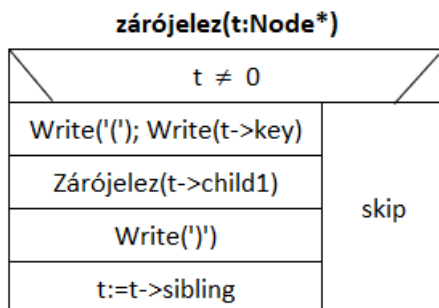 zárójelez(t:Node*)
t ≠ 0
Write('('); Write(t->key)
Zárójelez(t->child1)
skip
Write(')')
t:=t->sibling